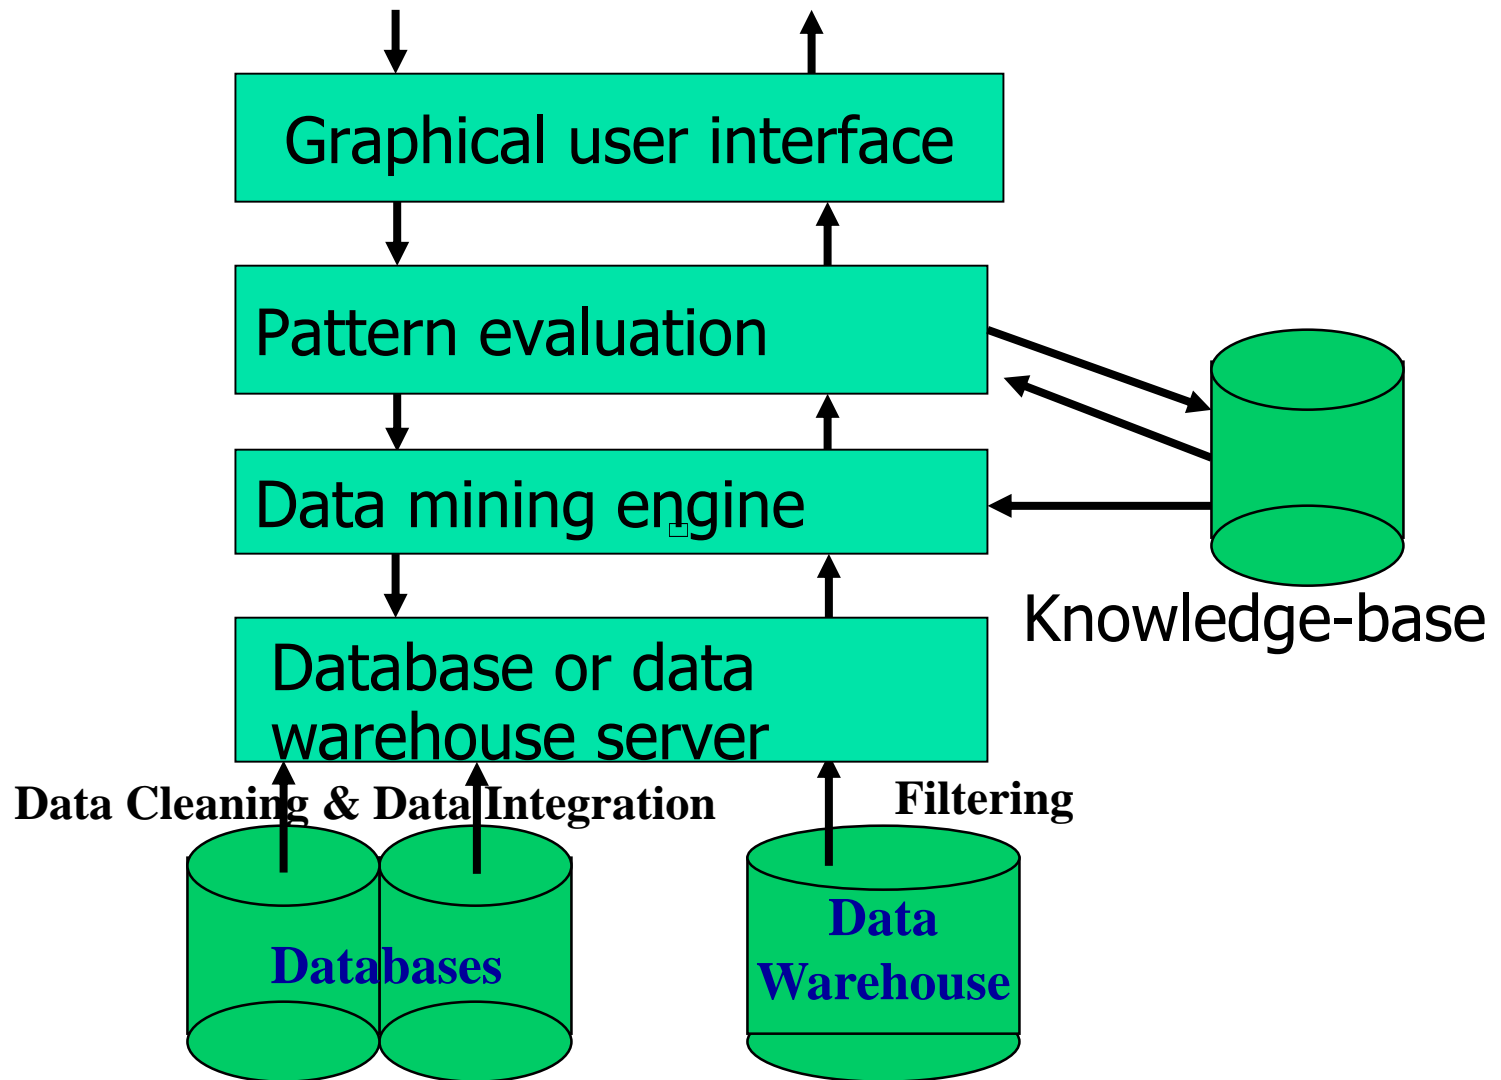 Graphical user interface
Pattern evaluation
Data mining engine
Knowledge-base
Database or data
warehouse server
Data Cleaning & Data Integration
Filtering
Databases
Data
Warehouse